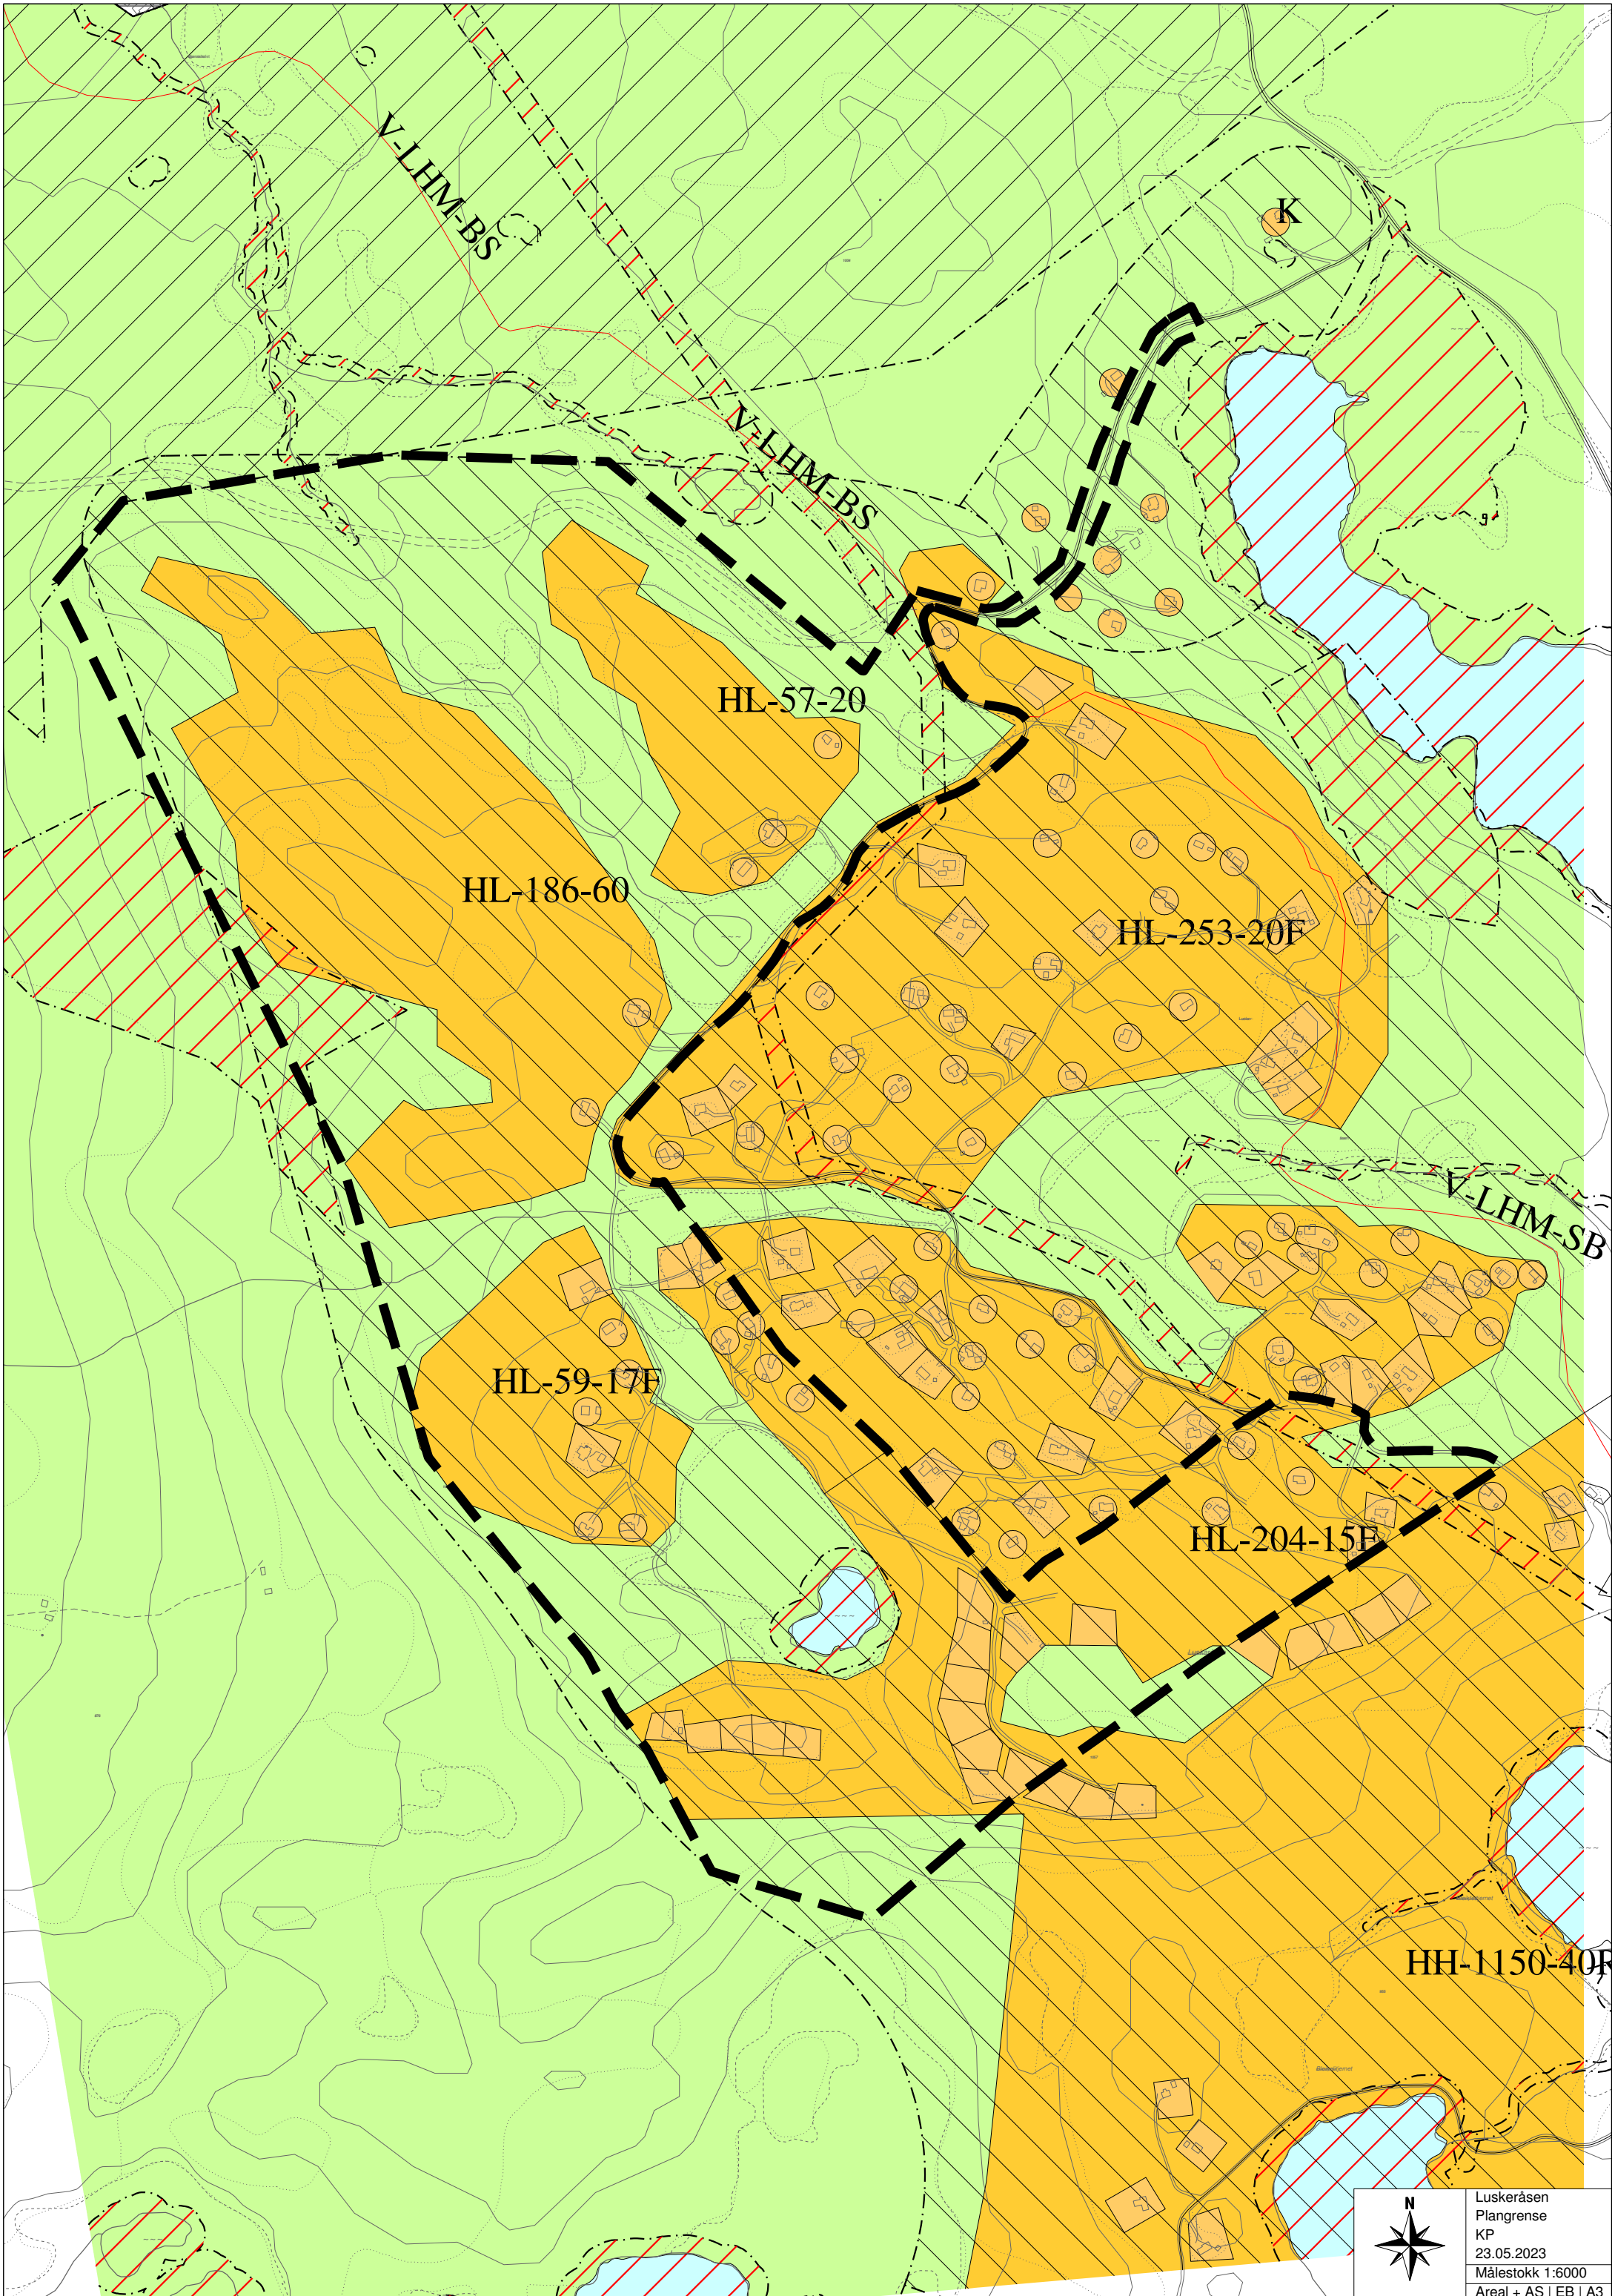 V-LHM-BS
K
V-LHM-BS
HL-57-20
HL-186-60
HL-253-20F
V-LHM-SB
HL-59-17F
HL-204-15F
HH-1150-40F
N
Luskeråsen
Plangrense
KP
23.05.2023
Målestokk 1:6000
Areal + AS | EB | A3